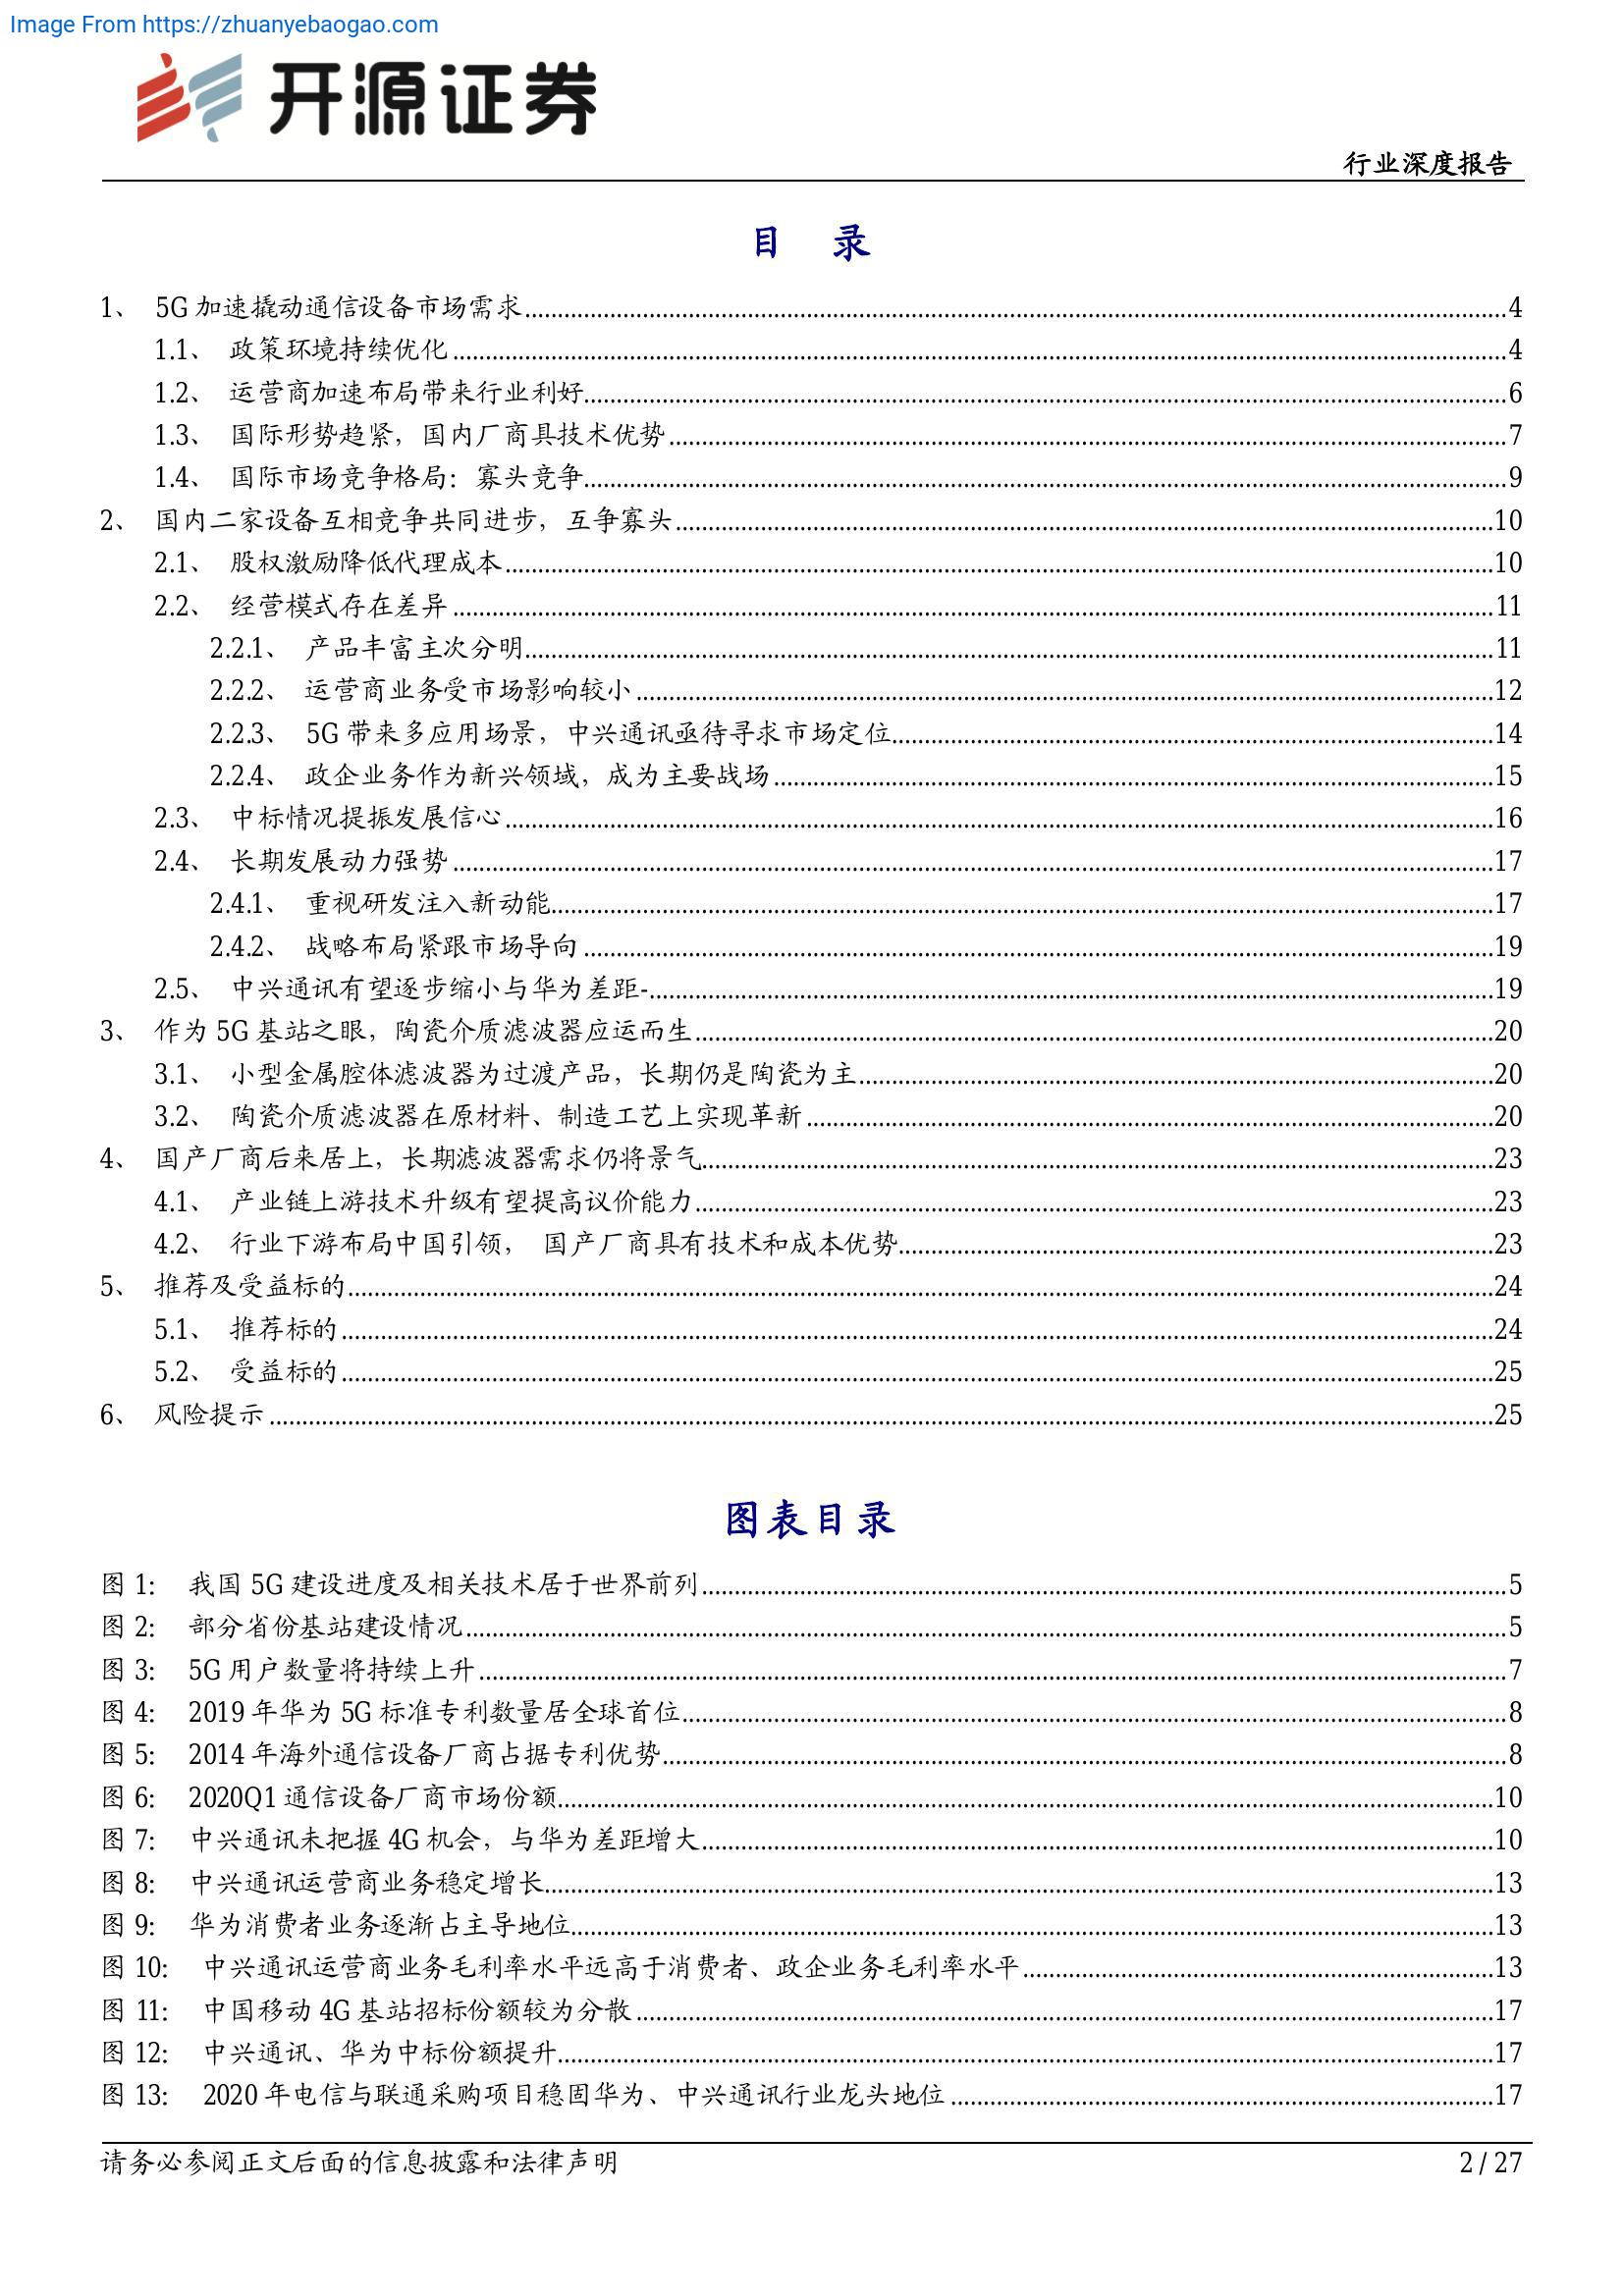 Image From https://zhuanyebaogao.com
开源证券
行业深度报告
目 录
1、 5G 加速撬动通信设备市场需求 4
1.1、 政策环境持续优化 4
1.2、 运营商加速布局带来行业利好 6
1.3、 国际形势趋紧，国内厂商具技术优势 7
1.4、 国际市场竞争格局：寡头竞争 9
2、 国内二家设备互相竞争共同进步，互争寡头 10
2.1、 股权激励降低代理成本 10
2.2、 经营模式存在差异 11
2.2.1、 产品丰富主次分明 11
2.2.2、 运营商业务受市场影响较小 12
2.2.3、 5G 带来多应用场景，中兴通讯亟待寻求市场定位 14
2.2.4、 政企业务作为新兴领域，成为主要战场 15
2.3、 中标情况提振发展信心 16
2.4、 长期发展动力强势 17
2.4.1、 重视研发注入新动能 17
2.4.2、 战略布局紧跟市场导向 19
2.5、 中兴通讯有望逐步缩小与华为差距- 19
3、 作为 5G 基站之眼，陶瓷介质滤波器应运而生 20
3.1、 小型金属腔体滤波器为过渡产品，长期仍是陶瓷为主 20
3.2、 陶瓷介质滤波器在原材料、制造工艺上实现革新 20
4、 国产厂商后来居上，长期滤波器需求仍将景气 23
4.1、 产业链上游技术升级有望提高议价能力 23
4.2、 行业下游布局中国引领， 国产厂商具有技术和成本优势 23
5、 推荐及受益标的 24
5.1、 推荐标的 24
5.2、 受益标的 25
6、 风险提示 25
图表目录
图 1: 我国 5G 建设进度及相关技术居于世界前列 5
图 2: 部分省份基站建设情况 5
图 3: 5G 用户数量将持续上升 7
图 4: 2019 年华为 5G 标准专利数量居全球首位 8
图 5: 2014 年海外通信设备厂商占据专利优势 8
图 6: 2020Q1 通信设备厂商市场份额 10
图 7: 中兴通讯未把握 4G 机会，与华为差距增大 10
图 8: 中兴通讯运营商业务稳定增长 13
图 9: 华为消费者业务逐渐占主导地位 13
图 10: 中兴通讯运营商业务毛利率水平远高于消费者、政企业务毛利率水平 13
图 11: 中国移动 4G 基站招标份额较为分散 17
图 12: 中兴通讯、华为中标份额提升 17
图 13: 2020 年电信与联通采购项目稳固华为、中兴通讯行业龙头地位 17
请务必参阅正文后面的信息披露和法律声明
2 / 27